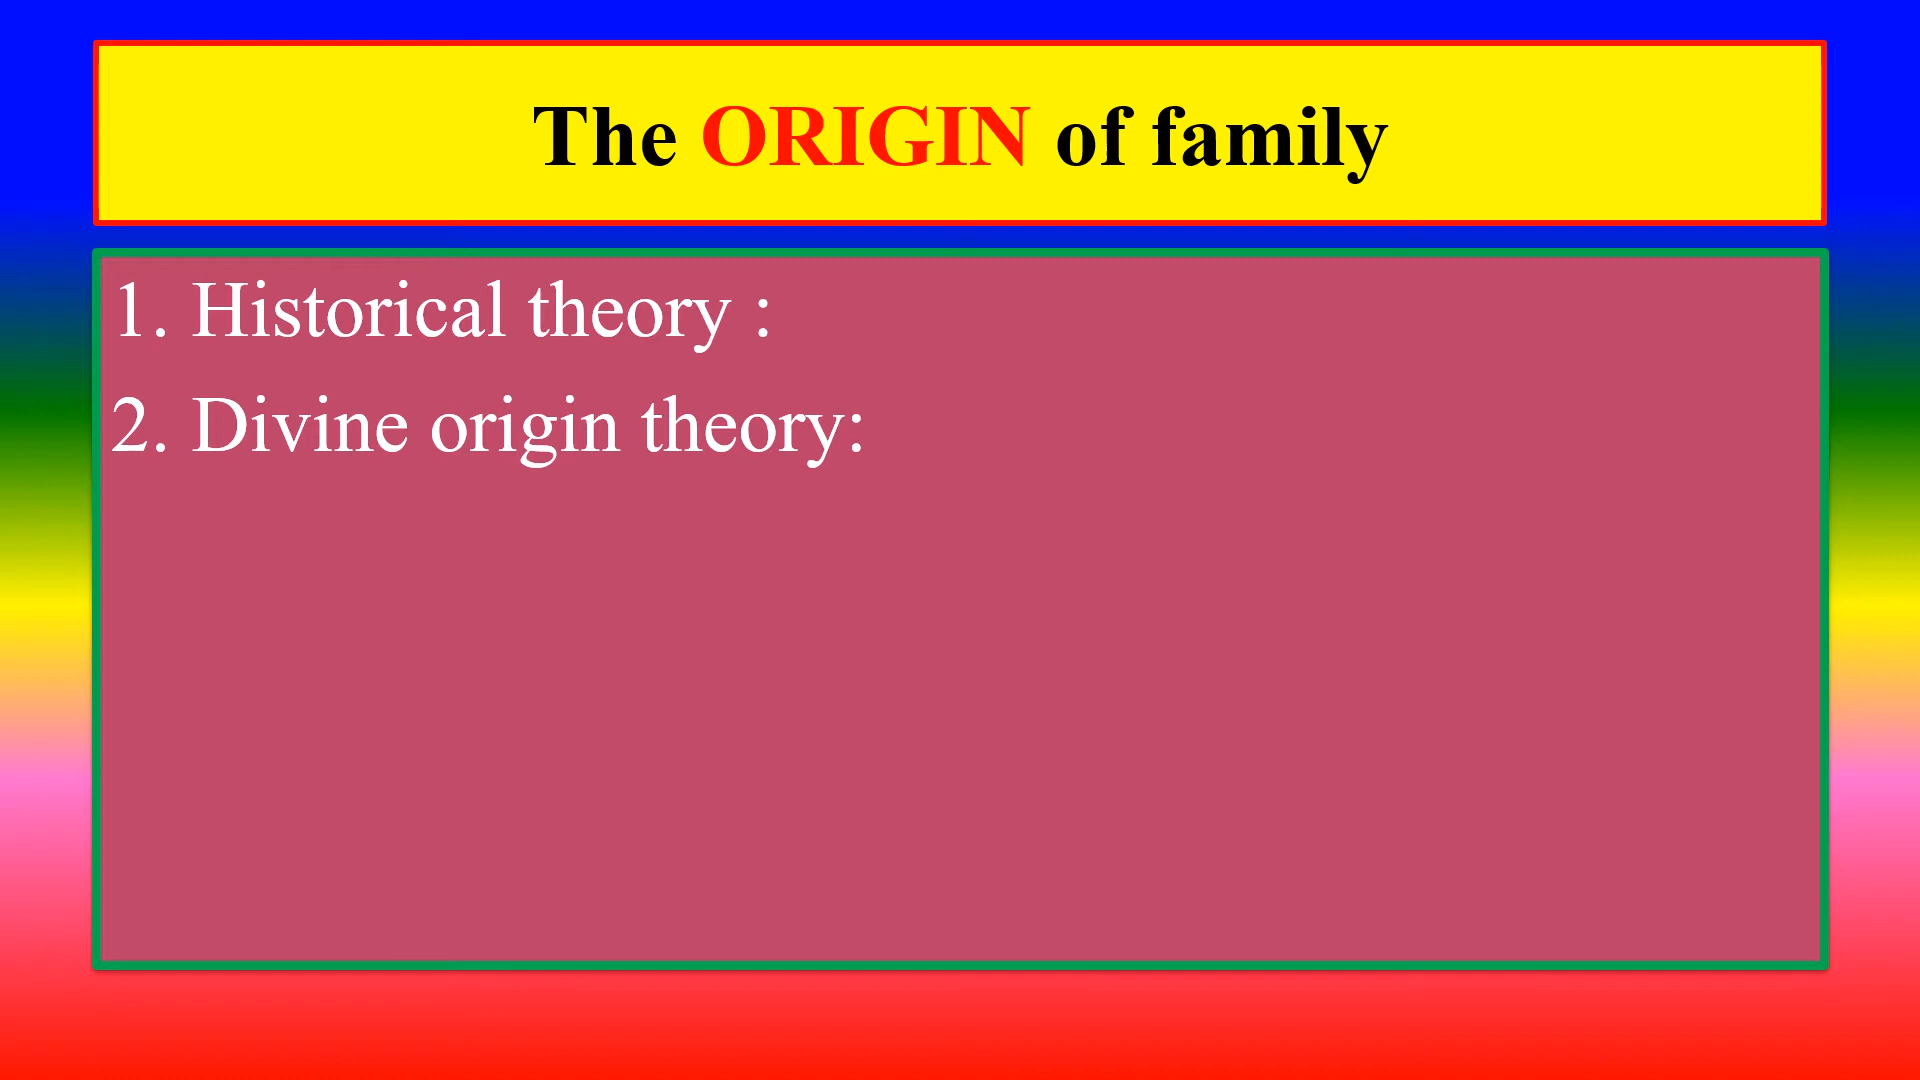 The ORIGIN of family
1. Historical theory :
2. Divine origin theory: